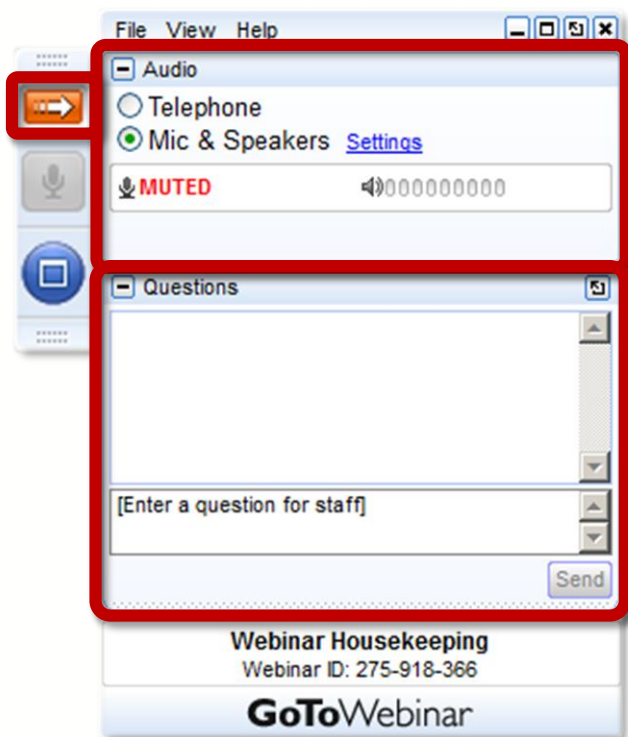 File View Help
Audio
Telephone
Mic & Speakers Settings
MUTED 000000000
Questions
[Enter a question for staff]
Send
Webinar Housekeeping
Webinar ID: 275-918-366
GoToWebinar